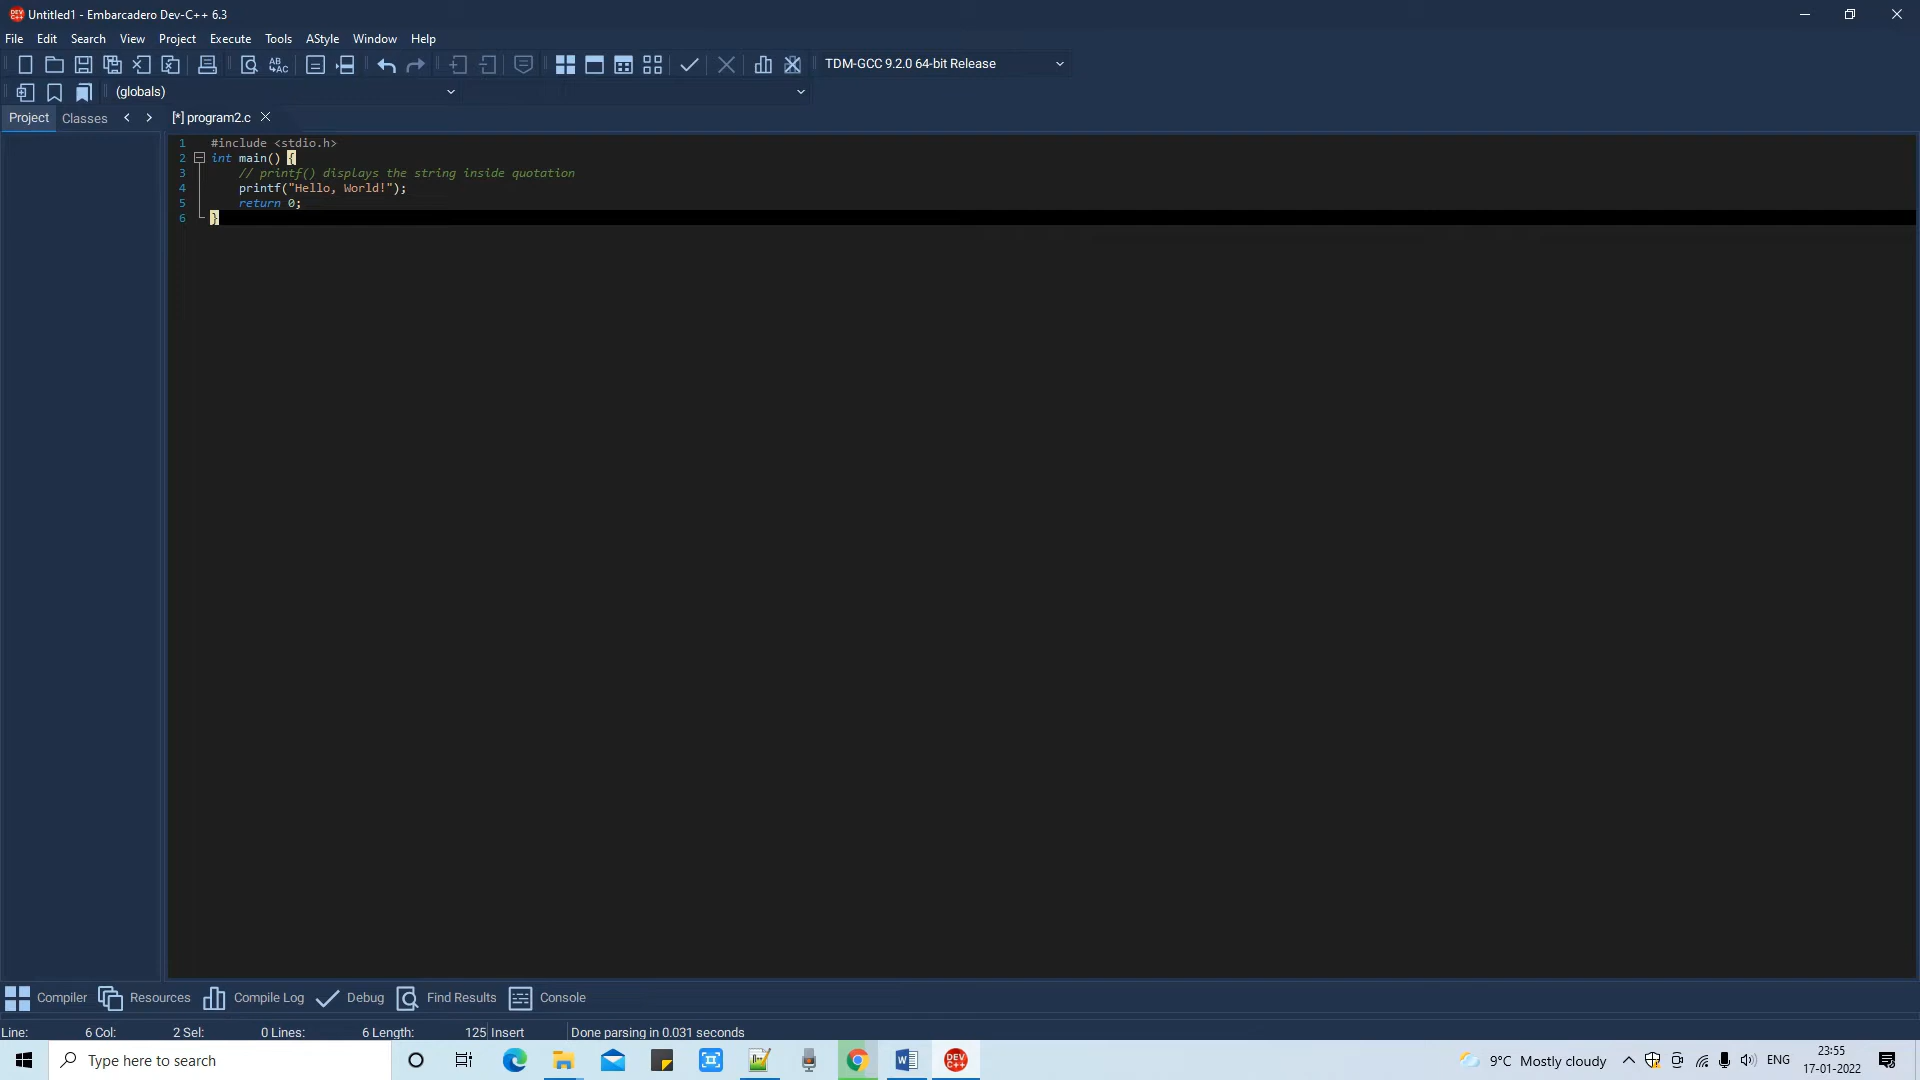 Untitled1 - Embarcadero Dev-C++ 6.3
File Edit Search View Project Execute Tools AStyle Window Help
TDM-GCC 9.2.0 64-bit Release
(globals)
Project Classes [*] program2.c
1 #include <stdio.h>
2 int main() {
3 // printf() displays the string inside quotation
4 printf("Hello, World!");
5 return 0;
6 }
Compiler Resources Compile Log Debug Find Results Console
Line: 6 Col: 2 Sel: 0 Lines: 6 Length: 125 Insert Done parsing in 0.031 seconds
Type here to search
DEV C++
9°C Mostly cloudy
ENG
23:55
17-01-2022